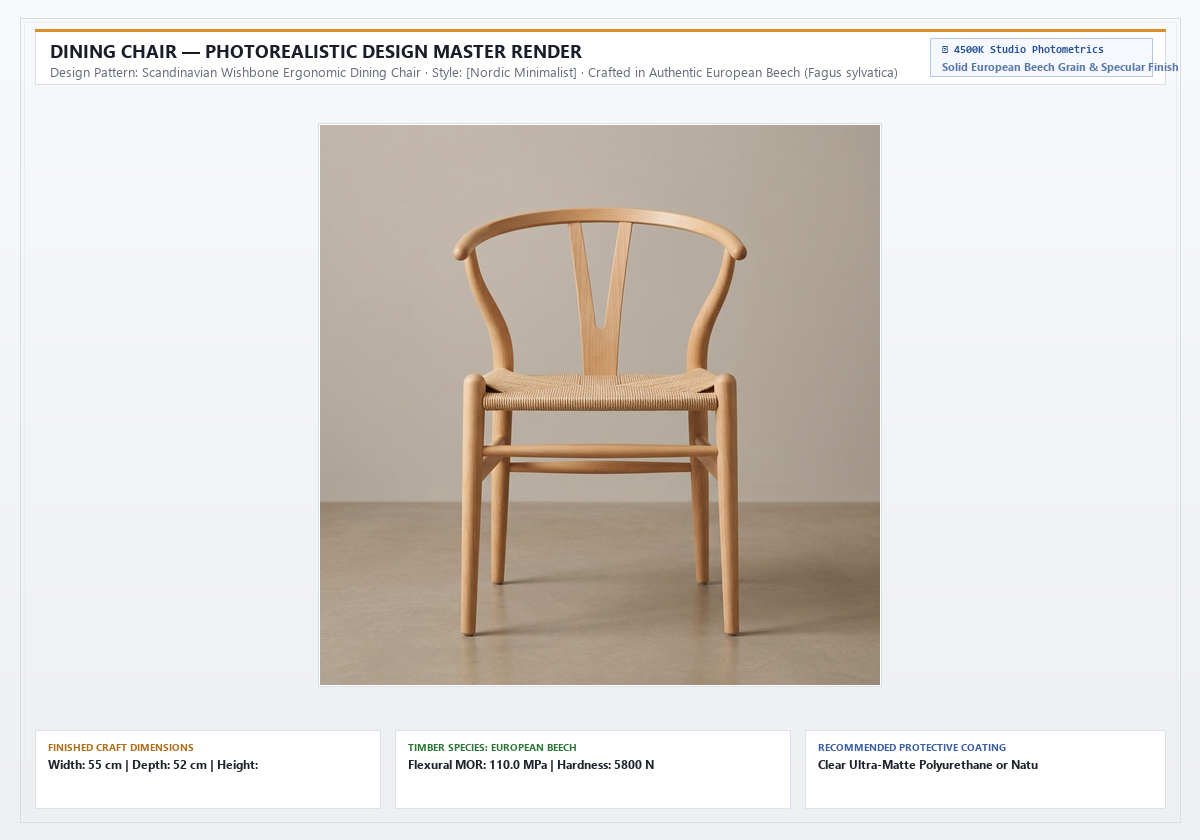 DINING CHAIR — PHOTOREALISTIC DESIGN MASTER RENDER
Design Pattern: Scandinavian Wishbone Ergonomic Dining Chair · Style: [Nordic Minimalist] · Crafted in Authentic European Beech (Fagus sylvatica)
4500K Studio Photometrics
Solid European Beech Grain & Specular Finish
FINISHED CRAFT DIMENSIONS
Width: 55 cm | Depth: 52 cm | Height:
TIMBER SPECIES: EUROPEAN BEECH
Flexural MOR: 110.0 MPa | Hardness: 5800 N
RECOMMENDED PROTECTIVE COATING
Clear Ultra-Matte Polyurethane or Natu